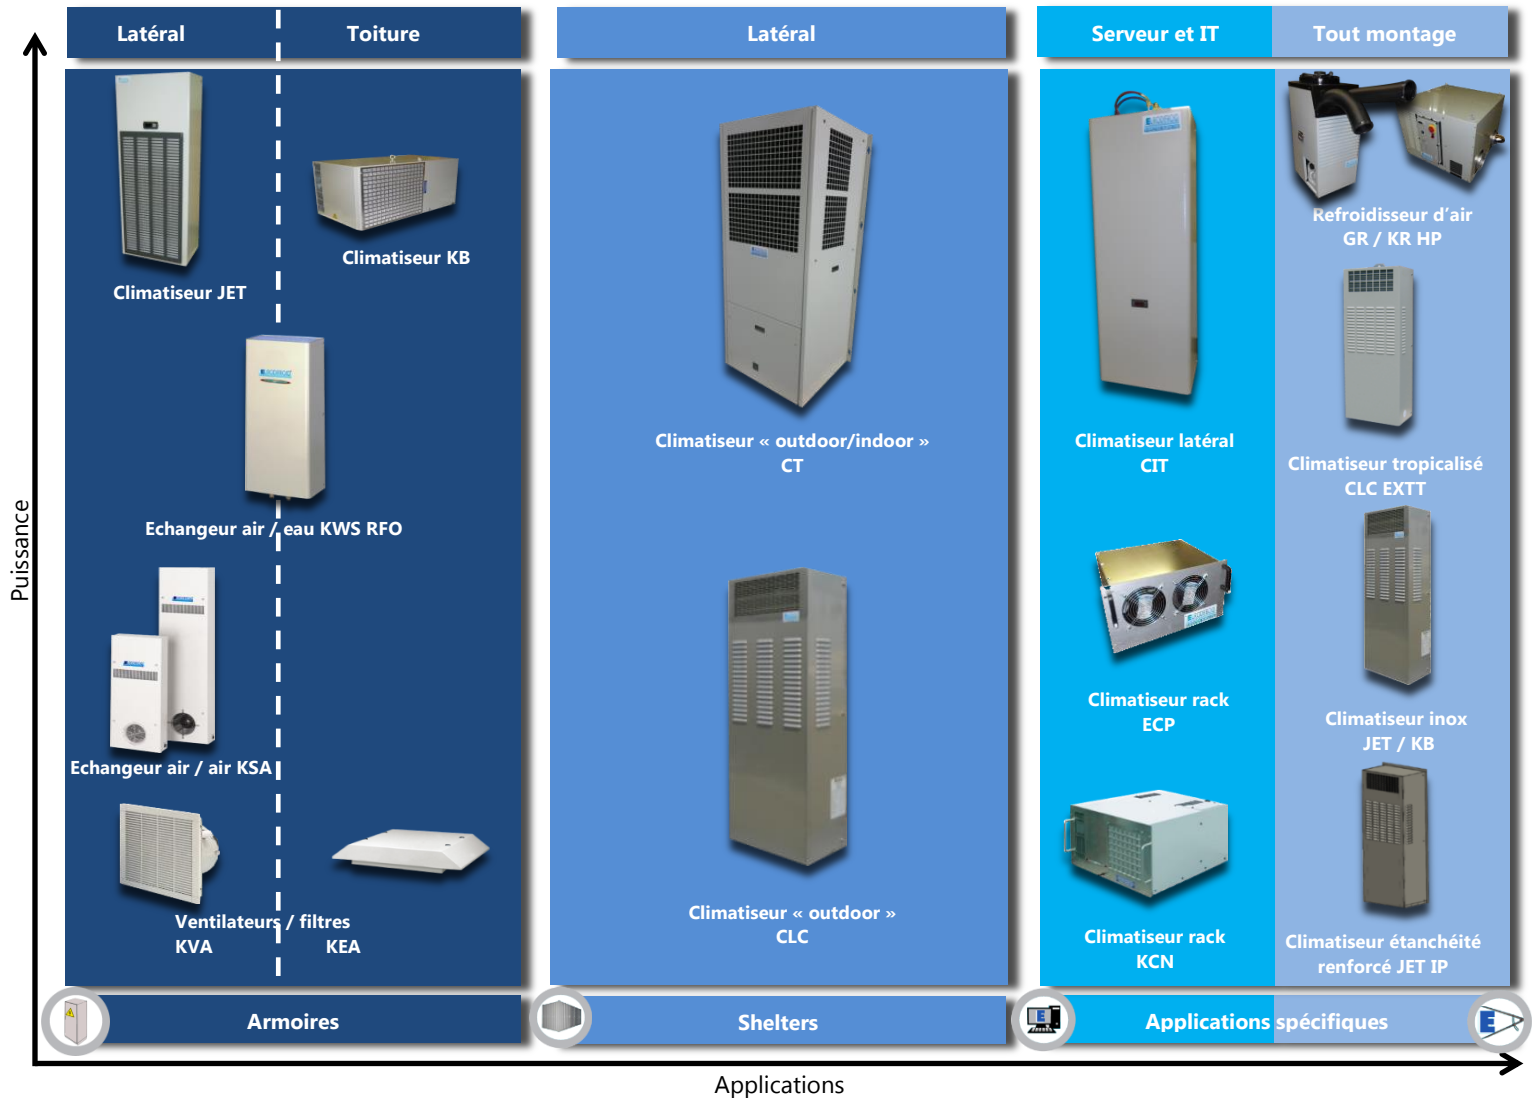 Latéral
Toiture
Latéral
Serveur et IT
Tout montage
Puissance
Climatiseur JET
Climatiseur KB
Echangeur air / eau KWS RFO
Echangeur air / air KSA
Ventilateurs / filtres
KVA
KEA
Armoires
Climatiseur « outdoor/indoor »
CT
Climatiseur « outdoor »
CLC
Shelters
Climatiseur latéral
CIT
Climatiseur rack
ECP
Climatiseur rack
KCN
Refroidisseur d’air
GR / KR HP
Climatiseur tropicalisé
CLC EXTT
Climatiseur inox
JET / KB
Climatiseur étanchéité
renforcé JET IP
Applications spécifiques
Applications